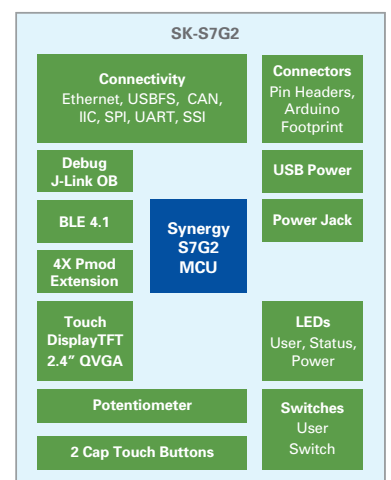 SK-S7G2
Connectivity
Ethernet, USBFS, CAN,
IIC, SPI, UART, SSI
Connectors
Pin Headers,
Arduino
Footprint
Debug
J-Link OB
USB Power
BLE 4.1
Synergy
S7G2
MCU
Power Jack
4X Pmod
Extension
Touch
DisplayTFT
2.4” QVGA
LEDs
User, Status,
Power
Potentiometer
Switches
User
Switch
2 Cap Touch Buttons